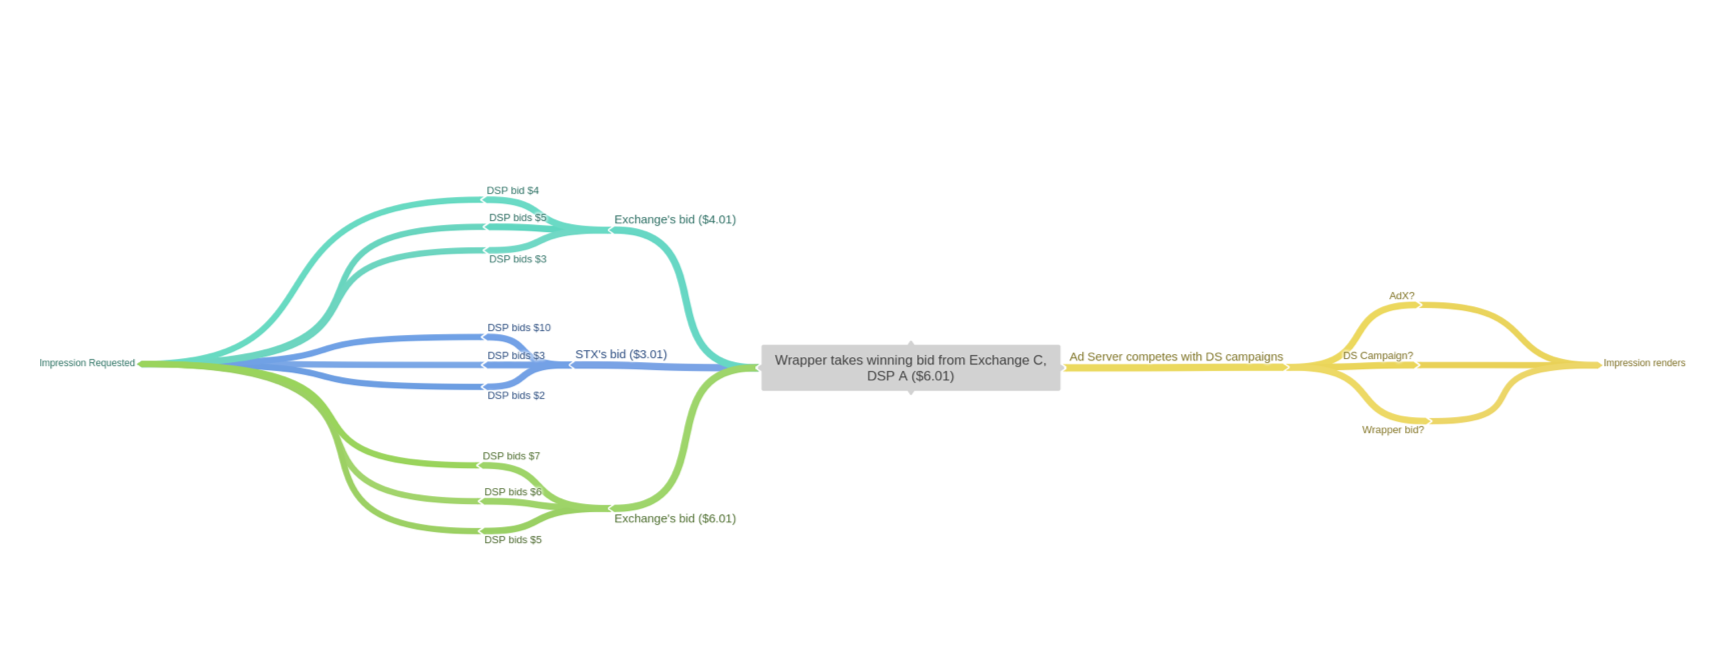 Impression Requested
DSP bid $4
DSP bids $5
DSP bids $3
Exchange's bid ($4.01)
DSP bids $10
DSP bids $3
DSP bids $2
STX's bid ($3.01)
DSP bids $7
DSP bids $6
DSP bids $5
Exchange's bid ($6.01)
Wrapper takes winning bid from Exchange C,
DSP A ($6.01)
Ad Server competes with DS campaigns
AdX?
DS Campaign?
Wrapper bid?
Impression renders